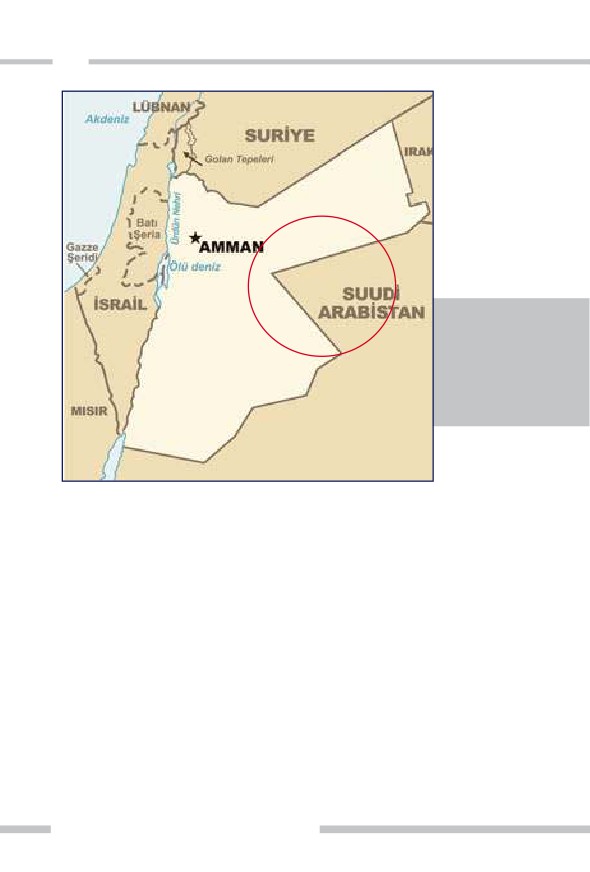 LÜBNAN
Akdeniz
SURİYE
IRAK
Golan Tepeleri
Ürdün Nehri
Batı
Şeria
AMMAN
Gazze
Şeridi
Ölü deniz
İSRAİL
SUUDİ
ARABİSTAN
MISIR